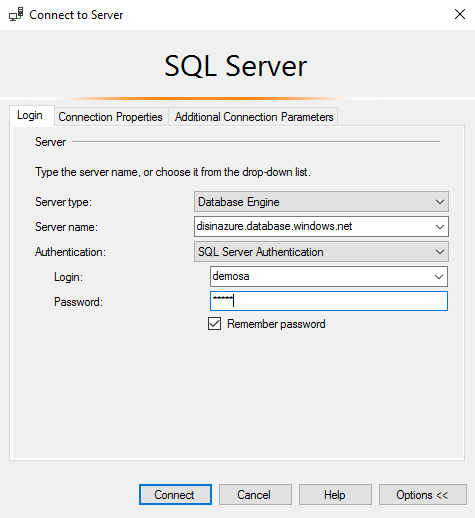 Connect to Server
SQL Server
Login Connection Properties Additional Connection Parameters
Server
Type the server name, or choose it from the drop-down list.
Server type: Database Engine
Server name: disinazure.database.windows.net
Authentication: SQL Server Authentication
Login: demosa
Password: *****
Remember password
Connect Cancel Help Options <<